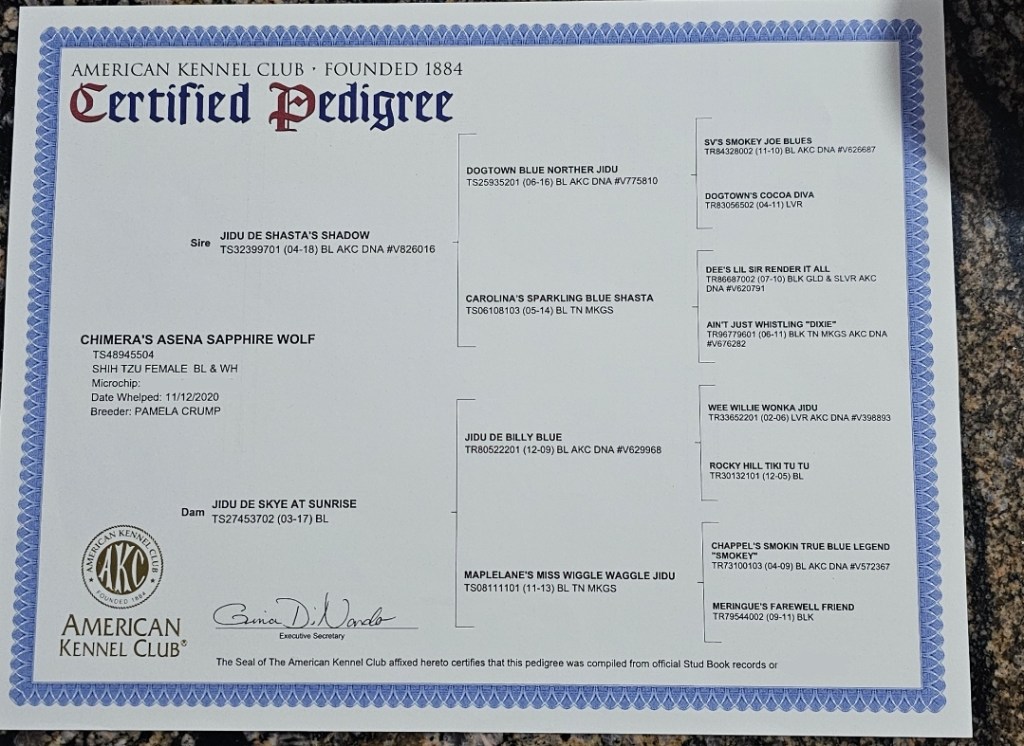 AMERICAN KENNEL CLUB · FOUNDED 1884
Certified Pedigree
SV'S SMOKEY JOE BLUES
TR84328002 (11-10) BL AKC DNA #V626687
DOGTOWN BLUE NORTHER JIDU
TS25935201 (06-16) BL AKC DNA #V775810
DOGTOWN'S COCOA DIVA
TR83056502 (04-11) LVR
Sire
JIDU DE SHASTA'S SHADOW
TS32399701 (04-18) BL AKC DNA #V826016
DEE'S LIL SIR RENDER IT ALL
TR86687002 (07-10) BLK GLD & SLVR AKC
DNA #V620791
CAROLINA'S SPARKLING BLUE SHASTA
TS06108103 (05-14) BL TN MKGS
AIN'T JUST WHISTLING "DIXIE"
TR96779601 (06-11) BLK TN MKGS AKC DNA
#V676282
CHIMERA'S ASENA SAPPHIRE WOLF
TS48945504
SHIH TZU FEMALE BL & WH
Microchip:
Date Whelped: 11/12/2020
Breeder: PAMELA CRUMP
WEE WILLIE WONKA JIDU
TR33652201 (02-06) LVR AKC DNA #V398893
JIDU DE BILLY BLUE
TR80522201 (12-09) BL AKC DNA #V629968
ROCKY HILL TIKI TU TU
TR30132101 (12-05) BL
Dam
JIDU DE SKYE AT SUNRISE
TS27453702 (03-17) BL
CHAPPEL'S SMOKIN TRUE BLUE LEGEND
"SMOKEY"
TR73100103 (04-09) BL AKC DNA #V572367
MAPLELANE'S MISS WIGGLE WAGGLE JIDU
TS08111101 (11-13) BL TN MKGS
MERINGUE'S FAREWELL FRIEND
TR79544002 (09-11) BLK
AMERICAN KENNEL CLUB
AKC
FOUNDED 1884
AMERICAN
KENNEL CLUB®
Gina DiNardo
Executive Secretary
The Seal of The American Kennel Club affixed hereto certifies that this pedigree was compiled from official Stud Book records or